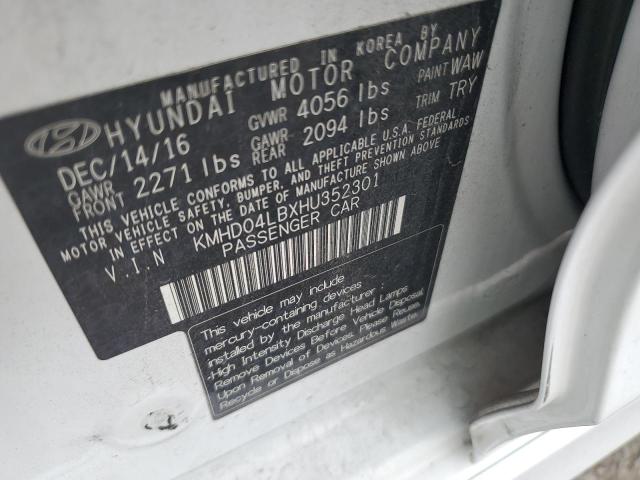 MANUFACTURED IN KOREA BY
HYUNDAI MOTOR COMPANY
DEC/14/16 GVWR 4056 lbs PAINT WAW
GAWR FRONT 2271 lbs GAWR REAR 2094 lbs TRIM TRY
THIS VEHICLE CONFORMS TO ALL APPLICABLE U.S.A. FEDERAL
MOTOR VEHICLE SAFETY, BUMPER, AND THEFT PREVENTION STANDARDS
IN EFFECT ON THE DATE OF MANUFACTURE SHOWN ABOVE.
V I N KMHD04LBXHU352301
PASSENGER CAR
This vehicle may include
mercury-containing devices
installed by the manufacturer :
-High Intensity Discharge Head Lamps
Remove Devices Before Vehicle Disposal.
Upon Removal of Devices, Please Reuse,
Recycle or Dispose as Hazardous Waste.